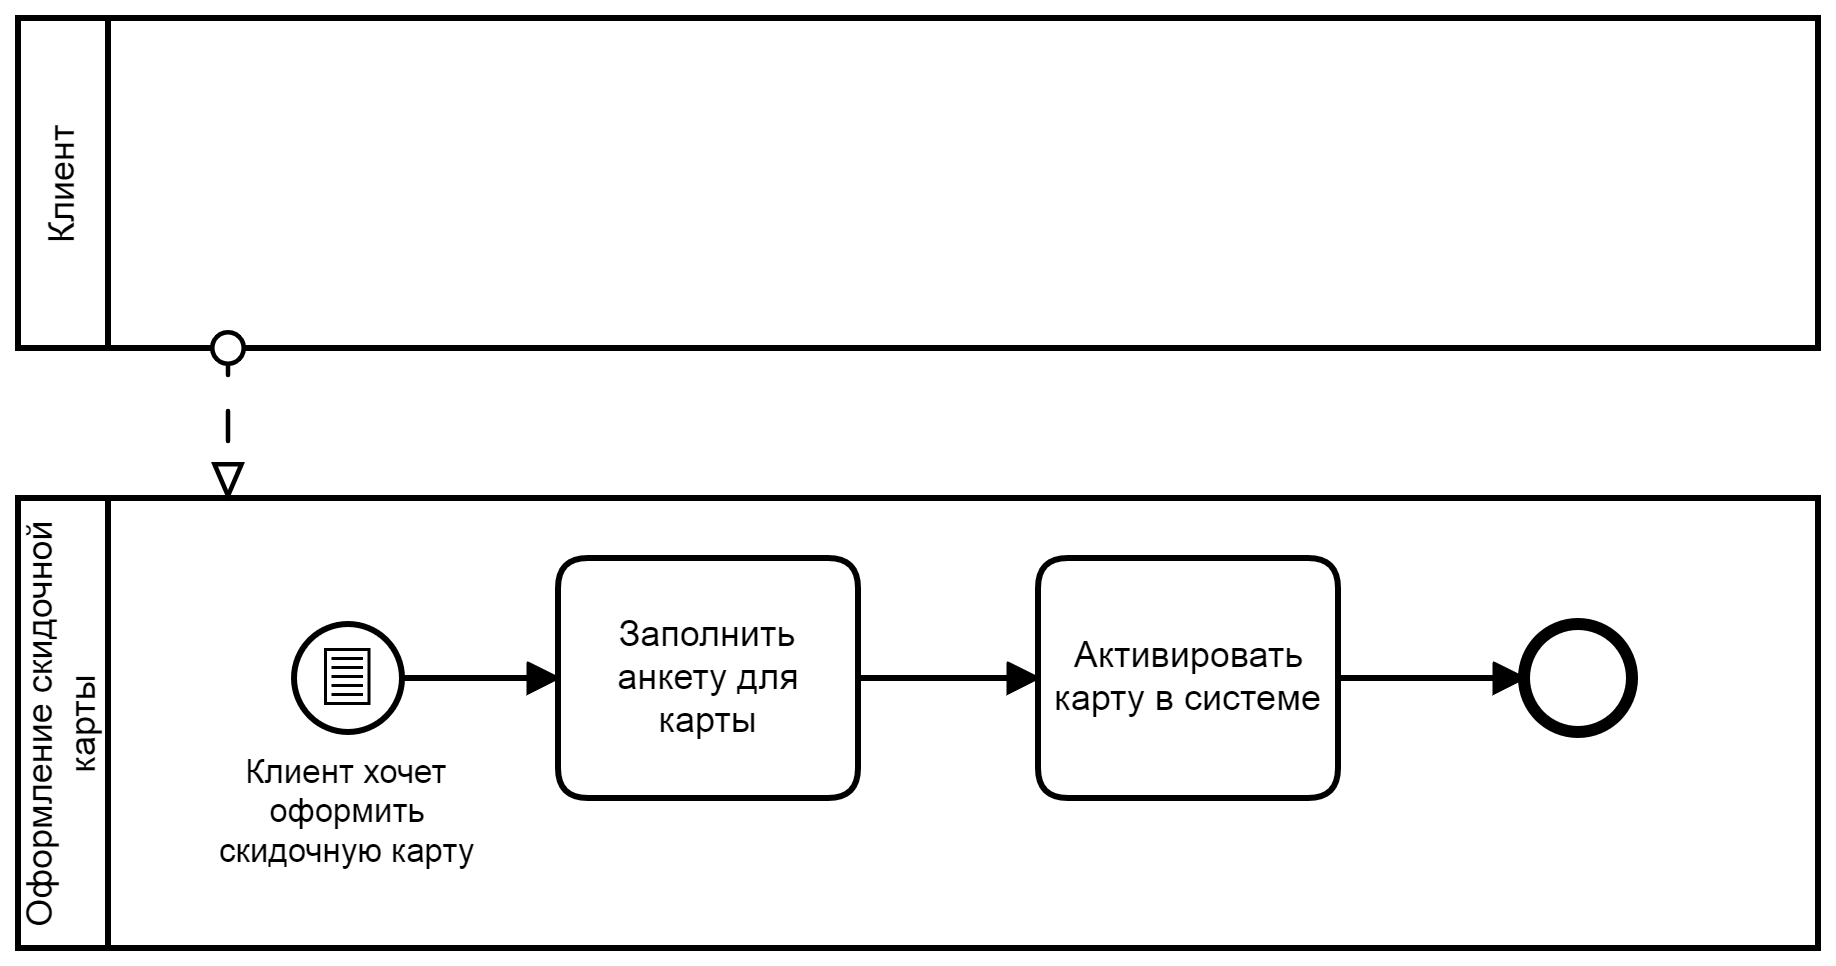 Клиент
Оформление скидочной
карты
Клиент хочет
оформить
скидочную карту
Заполнить
анкету для
карты
Активировать
карту в системе